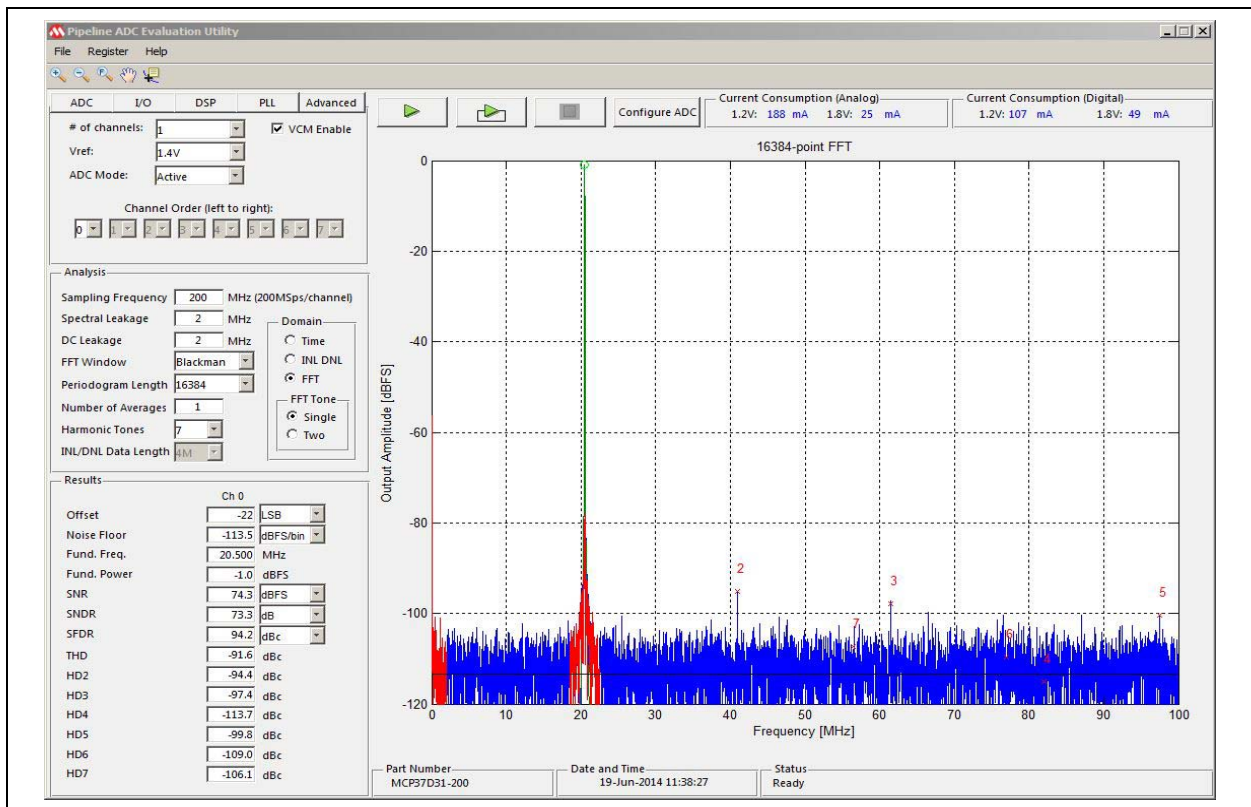 Pipeline ADC Evaluation Utility
File Register Help
ADC I/O DSP PLL Advanced
# of channels: 1 VCM Enable
Vref: 1.4V
ADC Mode: Active
Channel Order (left to right):
0 1 2 3 4 5 6 7
Analysis
Sampling Frequency 200 MHz (200MSps/channel)
Spectral Leakage 2 MHz
DC Leakage 2 MHz
FFT Window Blackman
Periodogram Length 16384
Number of Averages 1
Harmonic Tones 7
INL/DNL Data Length 4M
Domain
Time
INL DNL
FFT
FFT Tone
Single
Two
Results
Ch 0
Offset -22 LSB
Noise Floor -113.5 dBFS/bin
Fund. Freq. 20.500 MHz
Fund. Power -1.0 dBFS
SNR 74.3 dBFS
SNDR 73.3 dB
SFDR 94.2 dBc
THD -91.6 dBc
HD2 -94.4 dBc
HD3 -97.4 dBc
HD4 -113.7 dBc
HD5 -99.8 dBc
HD6 -109.0 dBc
HD7 -106.1 dBc
Configure ADC
Current Consumption (Analog)
1.2V: 188 mA 1.8V: 25 mA
Current Consumption (Digital)
1.2V: 107 mA 1.8V: 49 mA
16384-point FFT
Output Amplitude [dBFS]
0
-20
-40
-60
-80
-100
-120
2
3
5
7
6
4
0 10 20 30 40 50 60 70 80 90 100
Frequency [MHz]
Part Number
MCP37D31-200
Date and Time
19-Jun-2014 11:38:27
Status
Ready